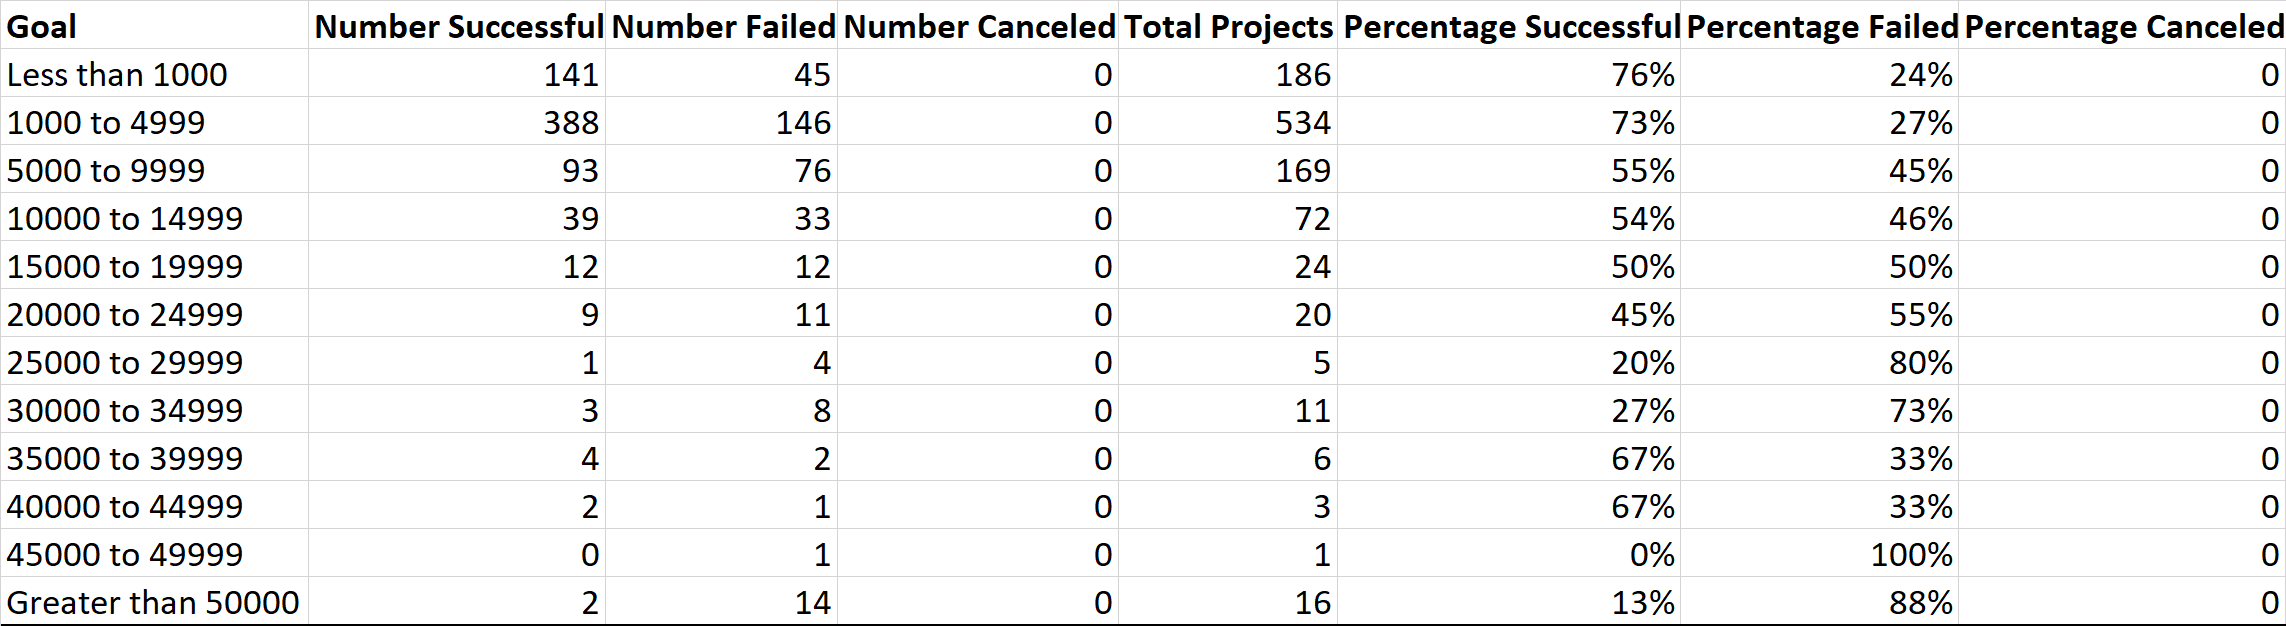 Goal Number Successful Number Failed Number Canceled Total Projects Percentage Successful Percentage Failed Percentage Canceled
Less than 1000 141 45 0 186 76% 24% 0
1000 to 4999 388 146 0 534 73% 27% 0
5000 to 9999 93 76 0 169 55% 45% 0
10000 to 14999 39 33 0 72 54% 46% 0
15000 to 19999 12 12 0 24 50% 50% 0
20000 to 24999 9 11 0 20 45% 55% 0
25000 to 29999 1 4 0 5 20% 80% 0
30000 to 34999 3 8 0 11 27% 73% 0
35000 to 39999 4 2 0 6 67% 33% 0
40000 to 44999 2 1 0 3 67% 33% 0
45000 to 49999 0 1 0 1 0% 100% 0
Greater than 50000 2 14 0 16 13% 88% 0